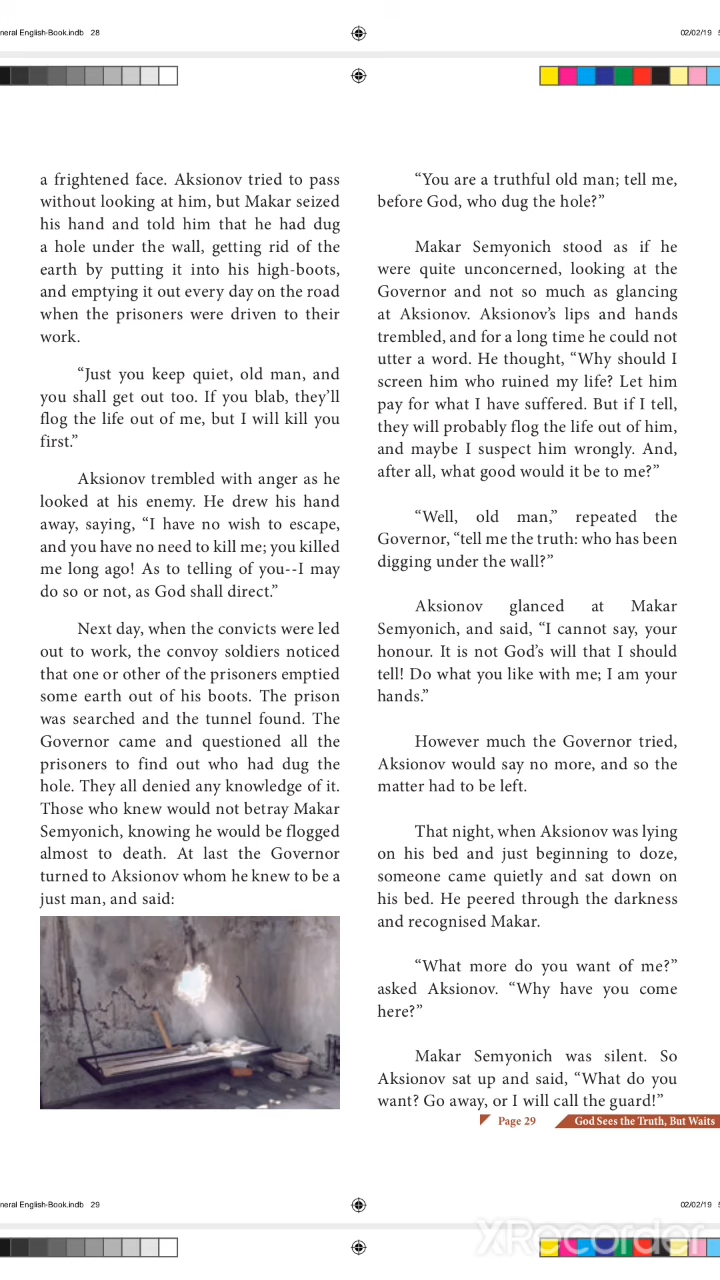 neral English-Book.indb 28
02/02/19
a frightened face. Aksionov tried to pass
without looking at him, but Makar seized
his hand and told him that he had dug
a hole under the wall, getting rid of the
earth by putting it into his high-boots,
and emptying it out every day on the road
when the prisoners were driven to their
work.
“Just you keep quiet, old man, and
you shall get out too. If you blab, they’ll
flog the life out of me, but I will kill you
first.”
Aksionov trembled with anger as he
looked at his enemy. He drew his hand
away, saying, “I have no wish to escape,
and you have no need to kill me; you killed
me long ago! As to telling of you--I may
do so or not, as God shall direct.”
Next day, when the convicts were led
out to work, the convoy soldiers noticed
that one or other of the prisoners emptied
some earth out of his boots. The prison
was searched and the tunnel found. The
Governor came and questioned all the
prisoners to find out who had dug the
hole. They all denied any knowledge of it.
Those who knew would not betray Makar
Semyonich, knowing he would be flogged
almost to death. At last the Governor
turned to Aksionov whom he knew to be a
just man, and said:
“You are a truthful old man; tell me,
before God, who dug the hole?”
Makar Semyonich stood as if he
were quite unconcerned, looking at the
Governor and not so much as glancing
at Aksionov. Aksionov’s lips and hands
trembled, and for a long time he could not
utter a word. He thought, “Why should I
screen him who ruined my life? Let him
pay for what I have suffered. But if I tell,
they will probably flog the life out of him,
and maybe I suspect him wrongly. And,
after all, what good would it be to me?”
“Well, old man,” repeated the
Governor, “tell me the truth: who has been
digging under the wall?”
Aksionov glanced at Makar
Semyonich, and said, “I cannot say, your
honour. It is not God’s will that I should
tell! Do what you like with me; I am your
hands.”
However much the Governor tried,
Aksionov would say no more, and so the
matter had to be left.
That night, when Aksionov was lying
on his bed and just beginning to doze,
someone came quietly and sat down on
his bed. He peered through the darkness
and recognised Makar.
“What more do you want of me?”
asked Aksionov. “Why have you come
here?”
Makar Semyonich was silent. So
Aksionov sat up and said, “What do you
want? Go away, or I will call the guard!”
Page 29
God Sees the Truth, But Waits
neral English-Book.indb 29
02/02/19
XRecorder